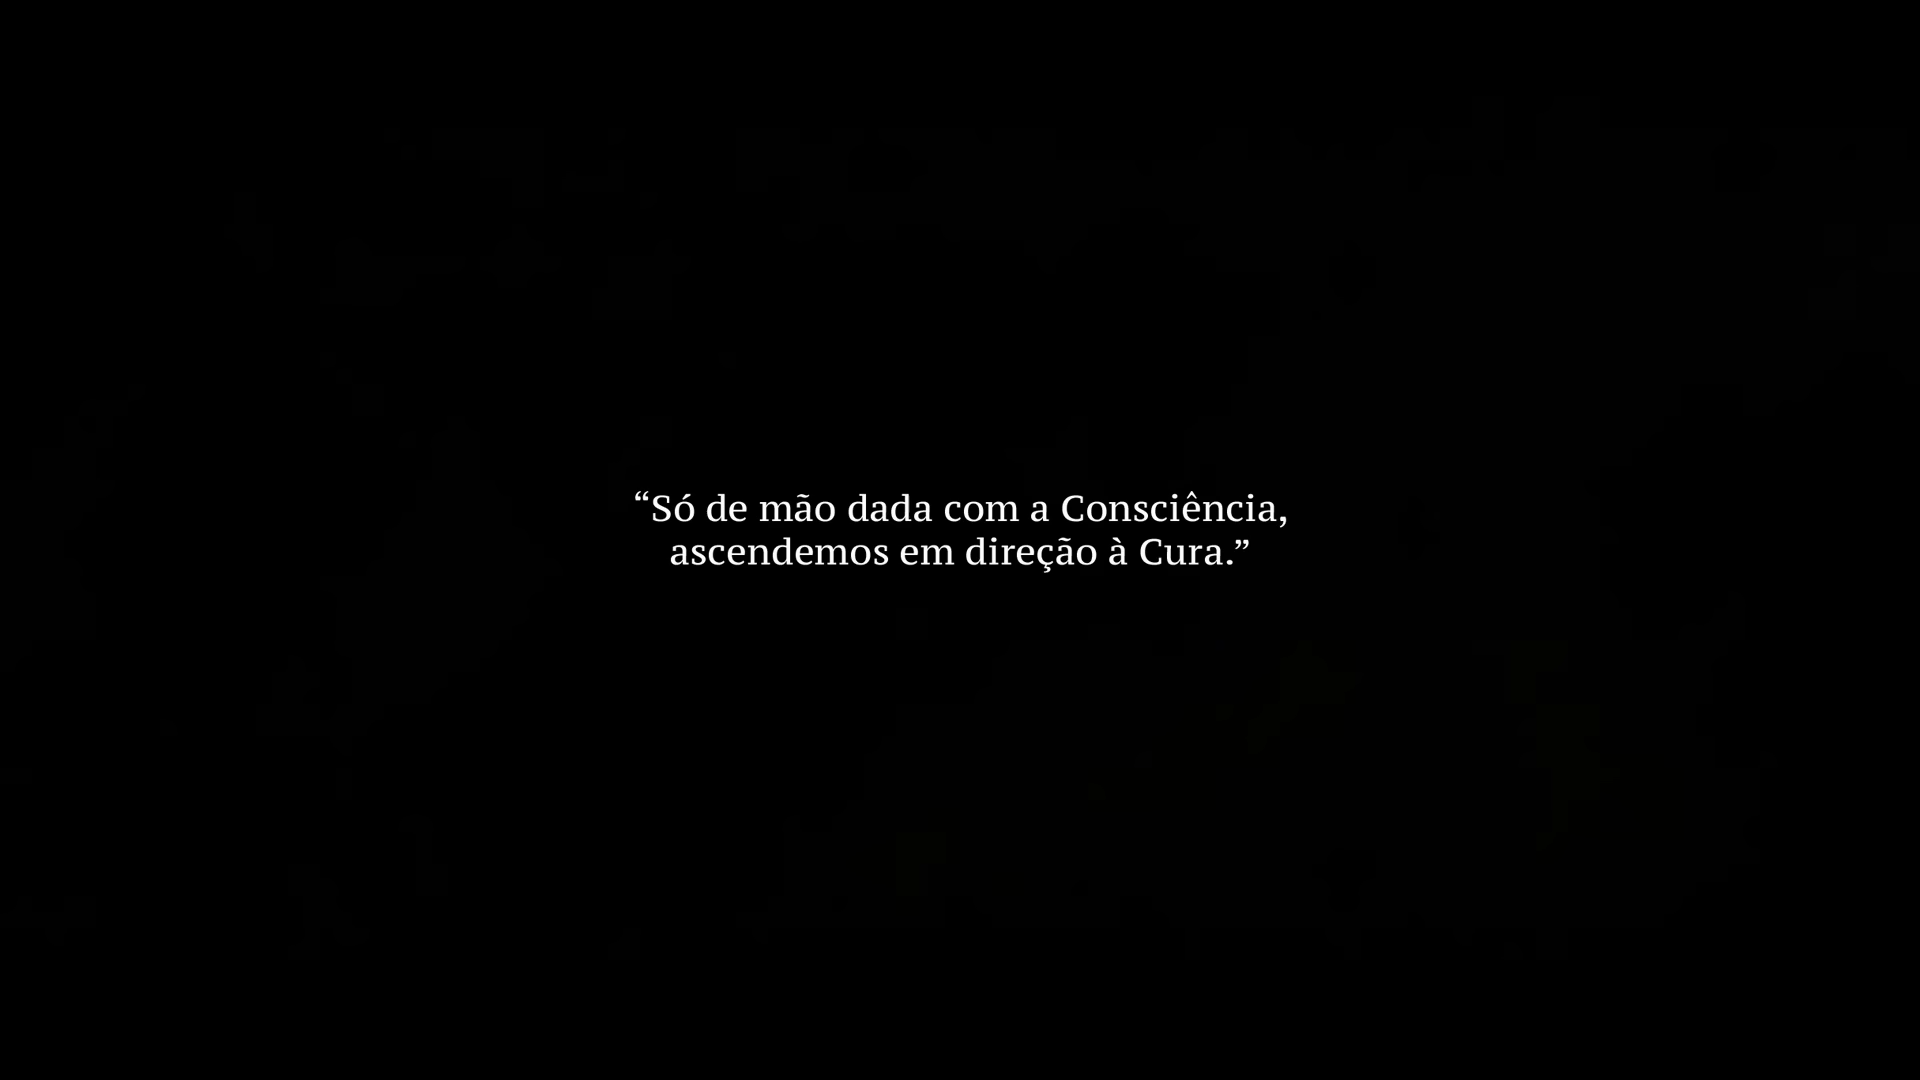 “Só de mão dada com a Consciência,
ascendemos em direção à Cura.”